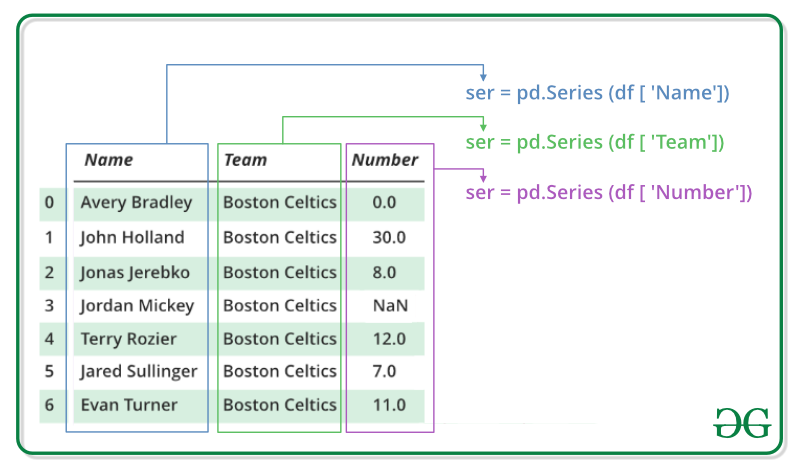 ser = pd.Series (df [ 'Name'])
ser = pd.Series (df [ 'Team'])
ser = pd.Series (df [ 'Number'])
Name Team Number
0 Avery Bradley Boston Celtics 0.0
1 John Holland Boston Celtics 30.0
2 Jonas Jerebko Boston Celtics 8.0
3 Jordan Mickey Boston Celtics NaN
4 Terry Rozier Boston Celtics 12.0
5 Jared Sullinger Boston Celtics 7.0
6 Evan Turner Boston Celtics 11.0